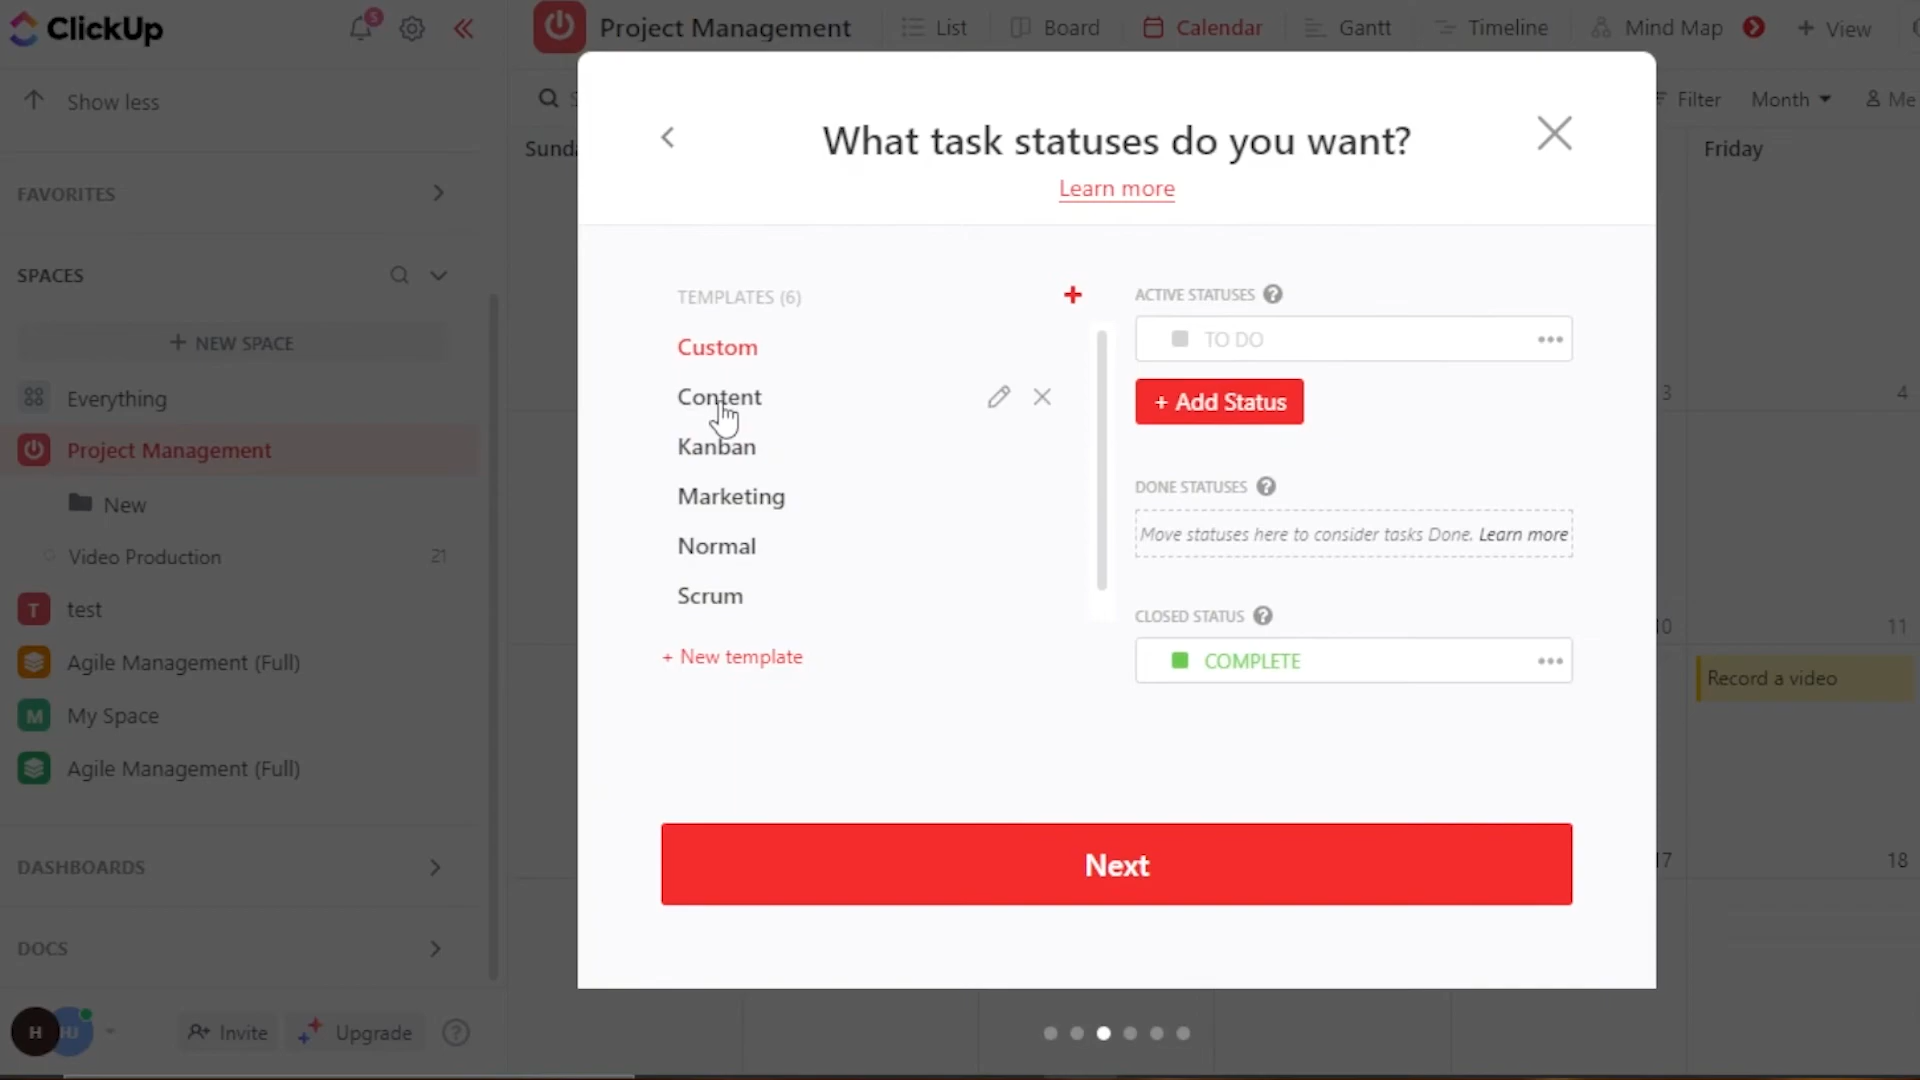 ClickUp
5
Project Management
List
Board
Calendar
Gantt
Timeline
Mind Map
+ View
Show less
S
Filter
Month
Me
Sunda
Friday
FAVORITES
SPACES
+ NEW SPACE
Everything
Project Management
New
Video Production 21
T test
Agile Management (Full)
M My Space
Agile Management (Full)
DASHBOARDS
DOCS
H HJ
Invite
Upgrade
?
What task statuses do you want?
Learn more
TEMPLATES (6) +
Custom
Content
Kanban
Marketing
Normal
Scrum
+ New template
ACTIVE STATUSES ?
TO DO
+ Add Status
DONE STATUSES ?
Move statuses here to consider tasks Done. Learn more
CLOSED STATUS ?
COMPLETE
Next
3
4
10
11
Record a video
17
18